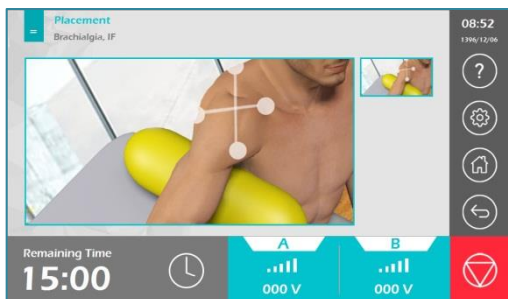 Placement
Brachialgia, IF
08:52
1396/12/06
?
Remaining Time
15:00
A
B
000 V
000 V